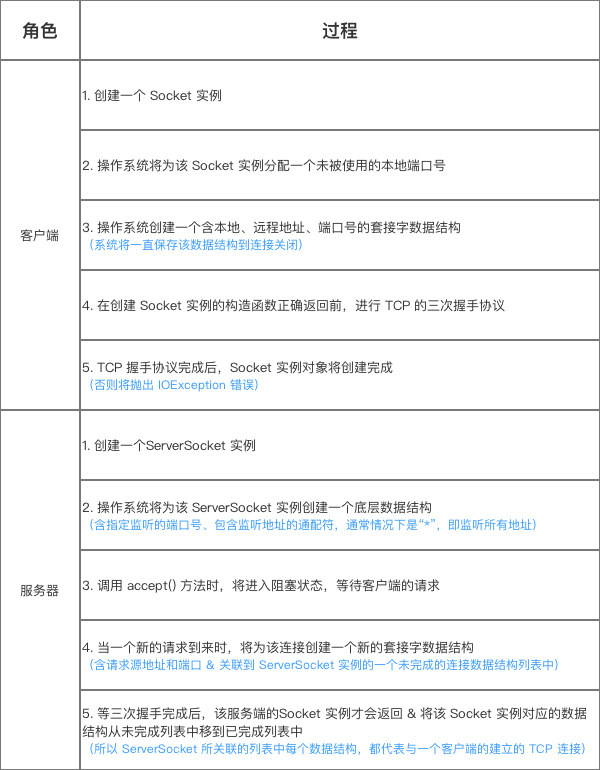 角色
过程
客户端
1. 创建一个 Socket 实例
2. 操作系统将为该 Socket 实例分配一个未被使用的本地端口号
3. 操作系统创建一个含本地、远程地址、端口号的套接字数据结构
（系统将一直保存该数据结构到连接关闭）
4. 在创建 Socket 实例的构造函数正确返回前，进行 TCP 的三次握手协议
5. TCP 握手协议完成后，Socket 实例对象将创建完成
（否则将抛出 IOException 错误）
服务器
1. 创建一个ServerSocket 实例
2. 操作系统将为该 ServerSocket 实例创建一个底层数据结构
（含指定监听的端口号、包含监听地址的通配符，通常情况下是“*”，即监听所有地址）
3. 调用 accept() 方法时，将进入阻塞状态，等待客户端的请求
4. 当一个新的请求到来时，将为该连接创建一个新的套接字数据结构
（含请求源地址和端口 & 关联到 ServerSocket 实例的一个未完成的连接数据结构列表中）
5. 等三次握手完成后，该服务端的Socket 实例才会返回 & 将该 Socket 实例对应的数据
结构从未完成列表中移到已完成列表中
（所以 ServerSocket 所关联的列表中每个数据结构，都代表与一个客户端的建立的 TCP 连接）